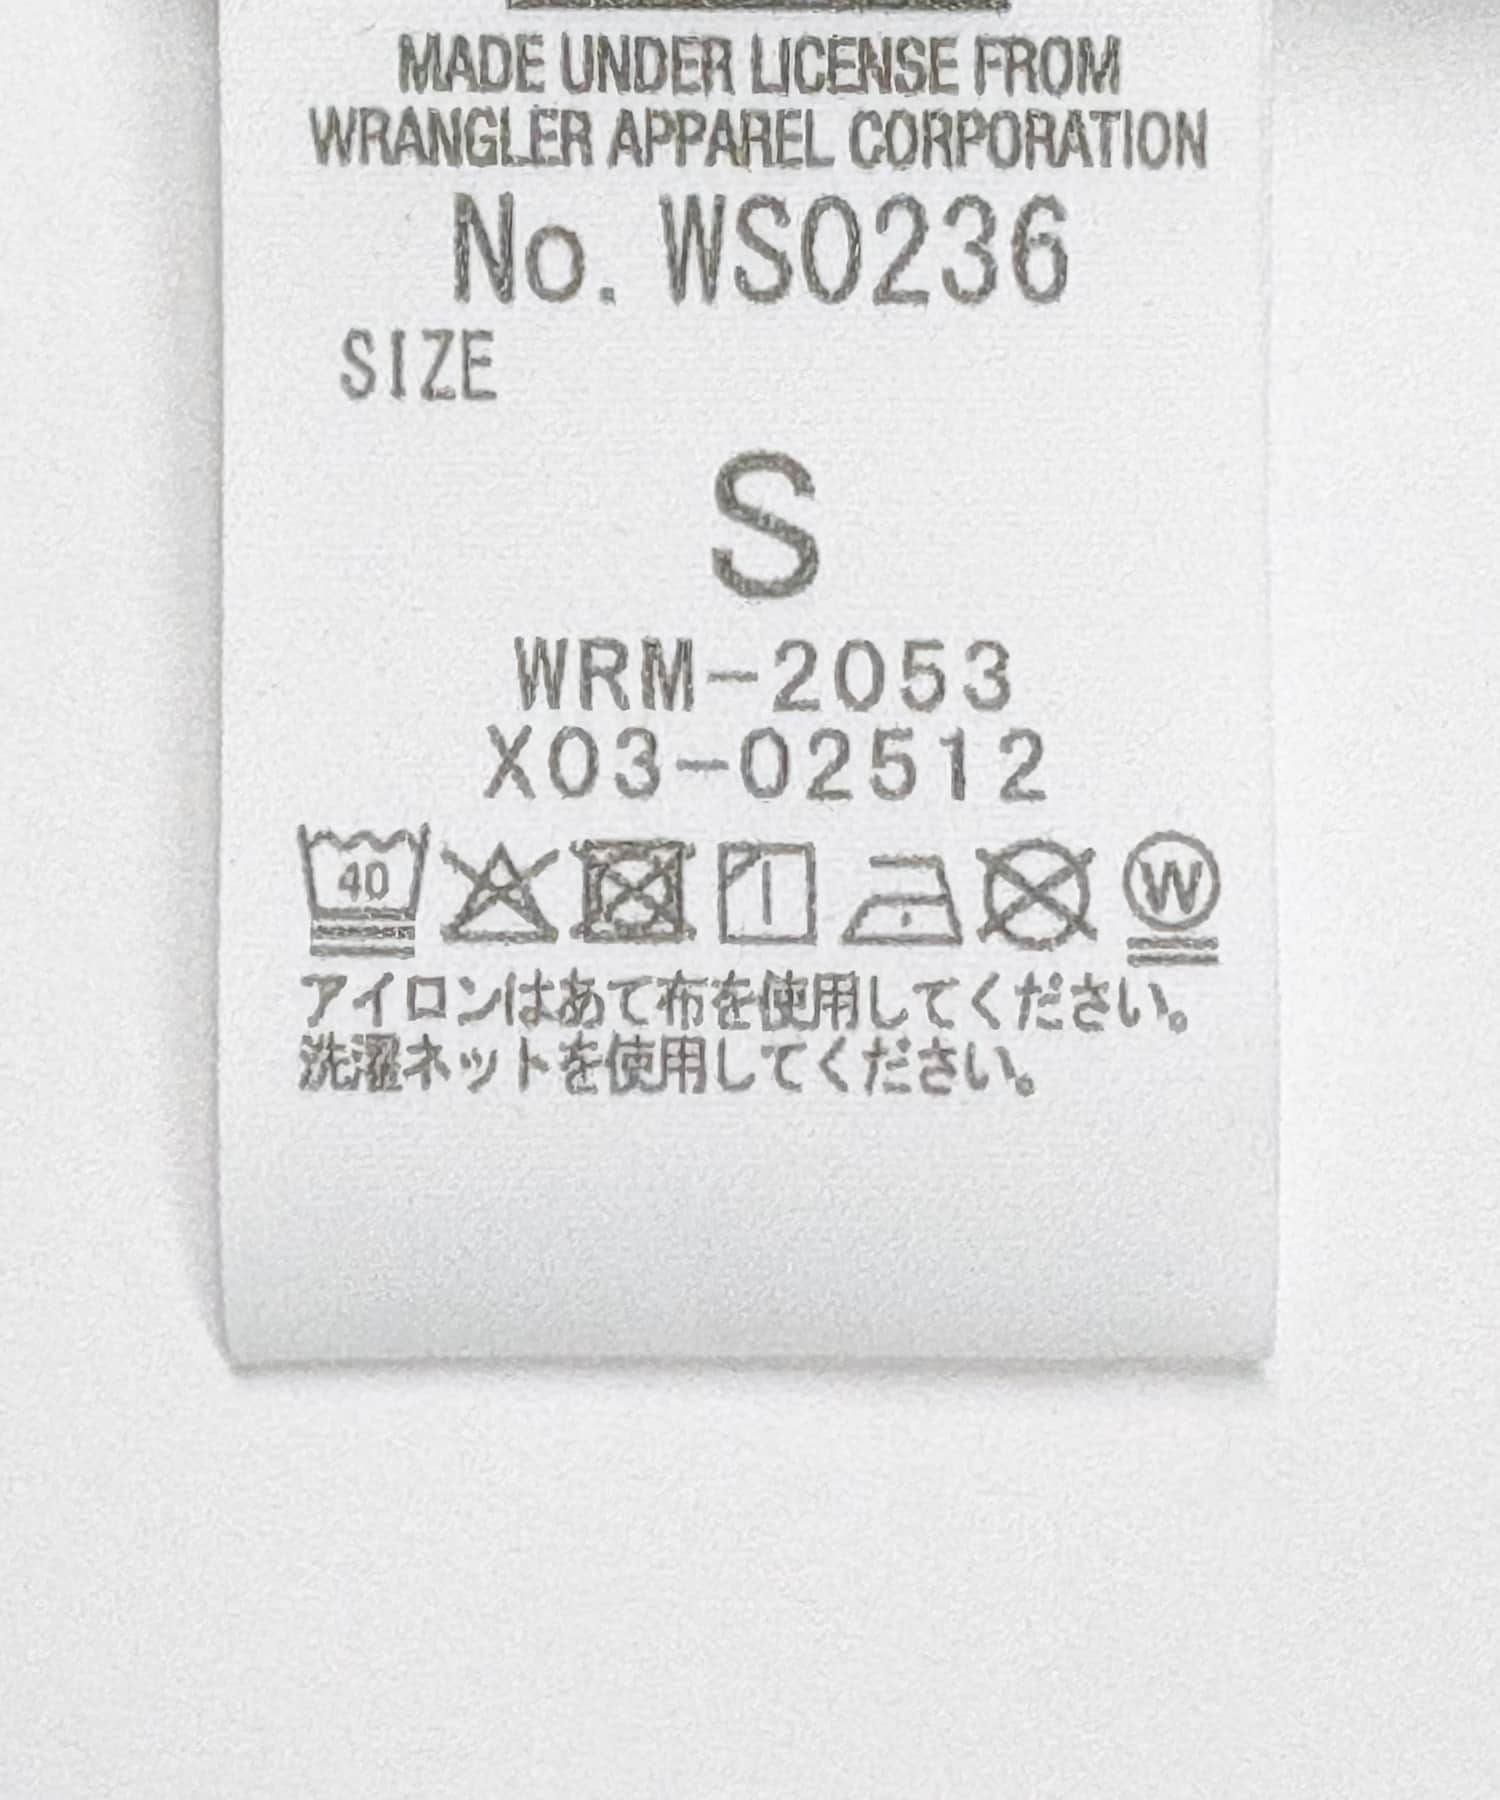 MADE UNDER LICENSE FROM
WRANGLER APPAREL CORPORATION
No. WS0236
SIZE
S
WRM-2053
X03-02512
40
W
アイロンはあて布を使用してください。
洗濯ネットを使用してください。